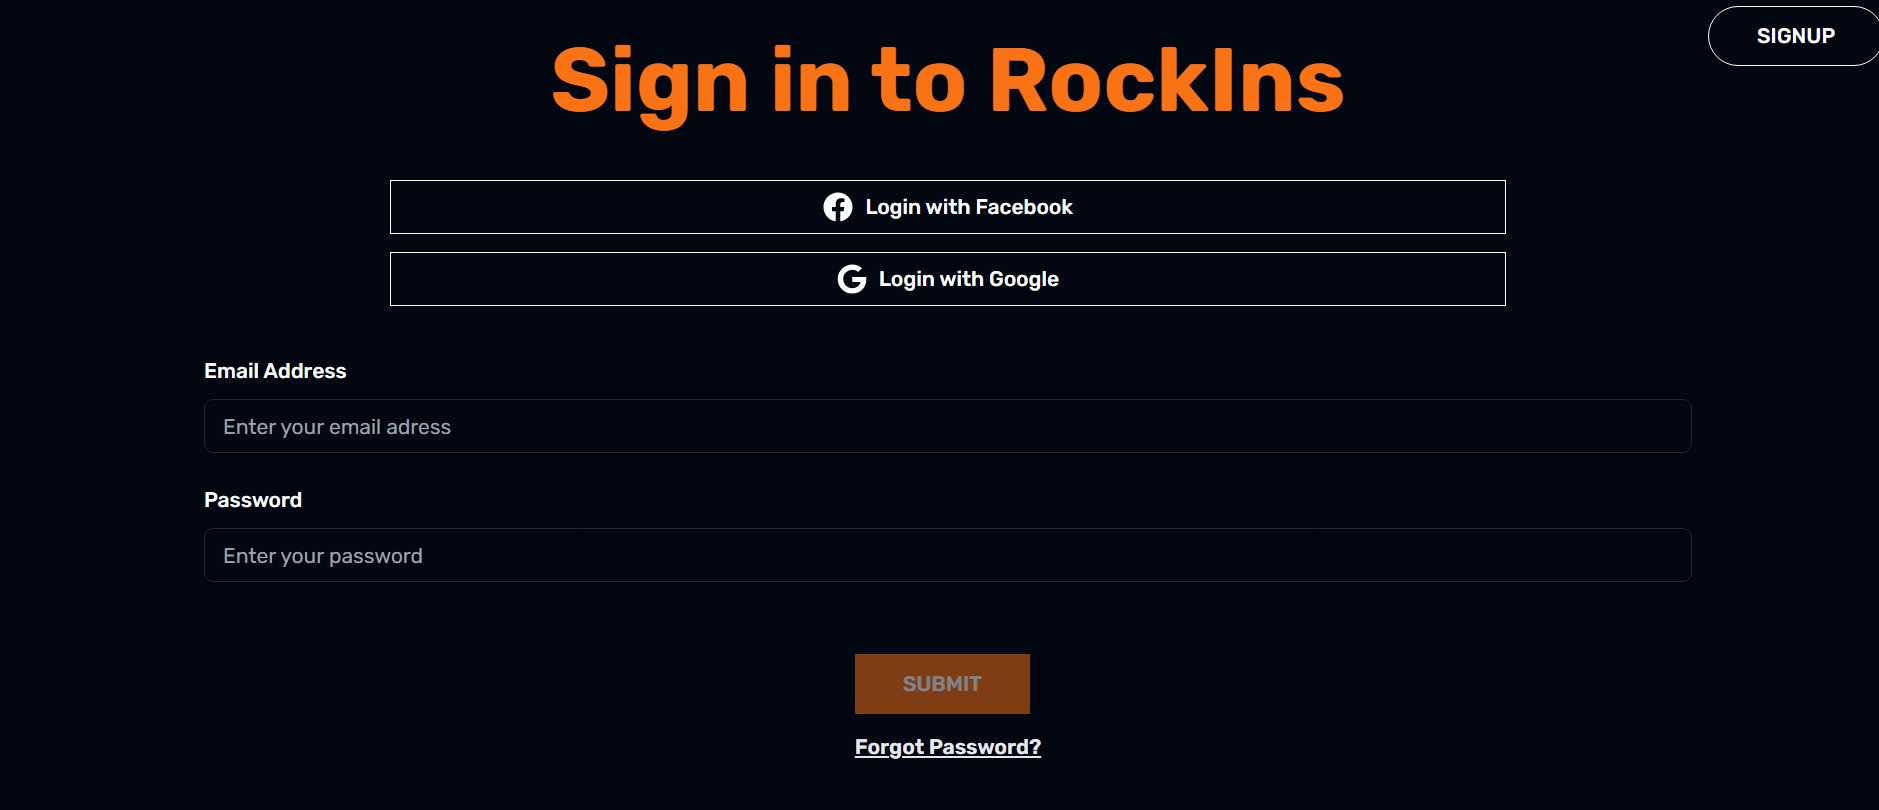 SIGNUP
Sign in to RockIns
Login with Facebook
Login with Google
Email Address
Enter your email adress
Password
Enter your password
SUBMIT
Forgot Password?